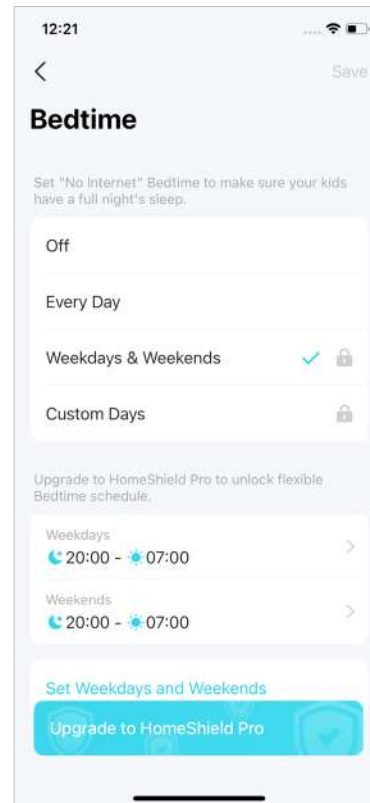 12:21
Save
Bedtime
Set "No Internet" Bedtime to make sure your kids
have a full night's sleep.
Off
Every Day
Weekdays & Weekends
Custom Days
Upgrade to HomeShield Pro to unlock flexible
Bedtime schedule.
Weekdays
20:00 - 07:00
Weekends
20:00 - 07:00
Set Weekdays and Weekends
Upgrade to HomeShield Pro